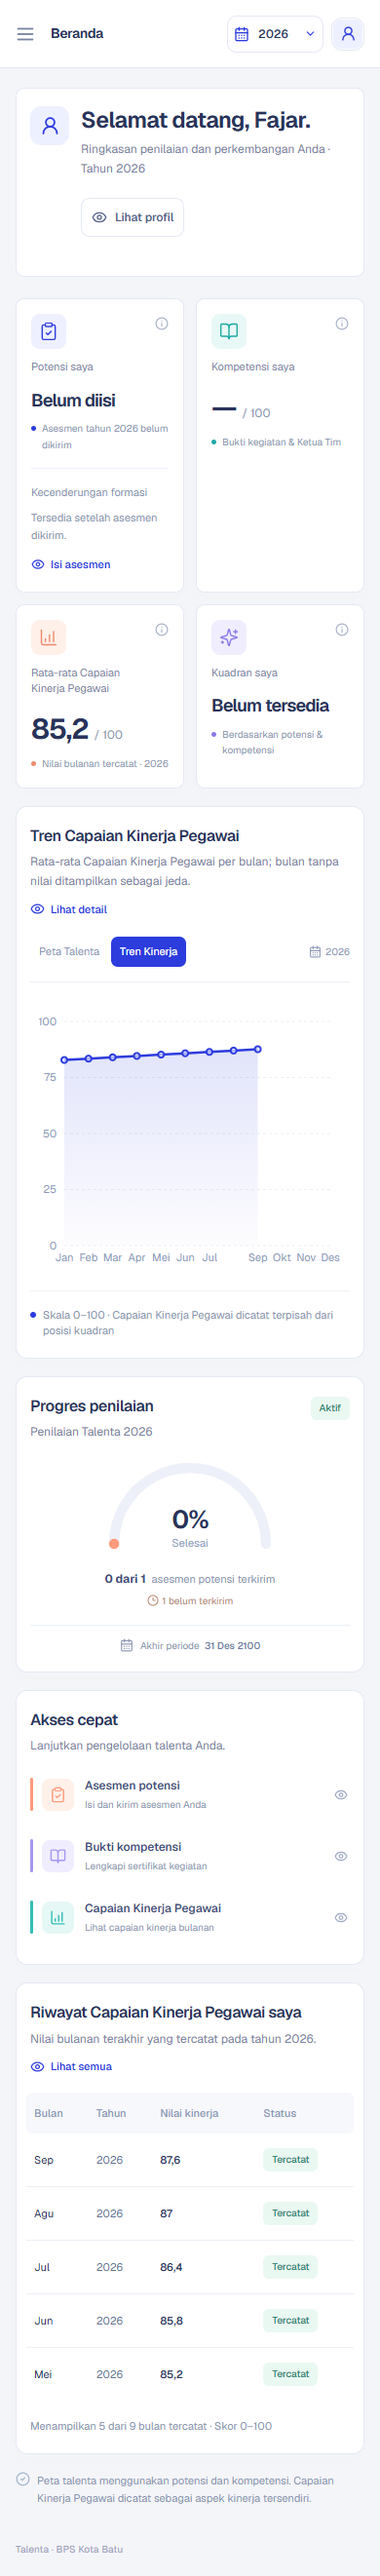 Beranda
2026
Selamat datang, Fajar.
Ringkasan penilaian dan perkembangan Anda ·
Tahun 2026
Lihat profil
Potensi saya
Belum diisi
Asesmen tahun 2026 belum
dikirim
Kecenderungan formasi
Tersedia setelah asesmen
dikirim.
Isi asesmen
Kompetensi saya
— / 100
Bukti kegiatan & Ketua Tim
Rata-rata Capaian
Kinerja Pegawai
85,2 / 100
Nilai bulanan tercatat · 2026
Kuadran saya
Belum tersedia
Berdasarkan potensi &
kompetensi
Tren Capaian Kinerja Pegawai
Rata-rata Capaian Kinerja Pegawai per bulan; bulan tanpa
nilai ditampilkan sebagai jeda.
Lihat detail
Peta Talenta Tren Kinerja 2026
100
75
50
25
0
Jan Feb Mar Apr Mei Jun Jul Sep Okt Nov Des
Skala 0–100 · Capaian Kinerja Pegawai dicatat terpisah dari
posisi kuadran
Progres penilaian
Aktif
Penilaian Talenta 2026
0%
Selesai
0 dari 1 asesmen potensi terkirim
1 belum terkirim
Akhir periode 31 Des 2100
Akses cepat
Lanjutkan pengelolaan talenta Anda.
Asesmen potensi
Isi dan kirim asesmen Anda
Bukti kompetensi
Lengkapi sertifikat kegiatan
Capaian Kinerja Pegawai
Lihat capaian kinerja bulanan
Riwayat Capaian Kinerja Pegawai saya
Nilai bulanan terakhir yang tercatat pada tahun 2026.
Lihat semua
Bulan Tahun Nilai kinerja Status
Sep 2026 87,6 Tercatat
Agu 2026 87 Tercatat
Jul 2026 86,4 Tercatat
Jun 2026 85,8 Tercatat
Mei 2026 85,2 Tercatat
Menampilkan 5 dari 9 bulan tercatat · Skor 0–100
Peta talenta menggunakan potensi dan kompetensi. Capaian
Kinerja Pegawai dicatat sebagai aspek kinerja tersendiri.
Talenta · BPS Kota Batu